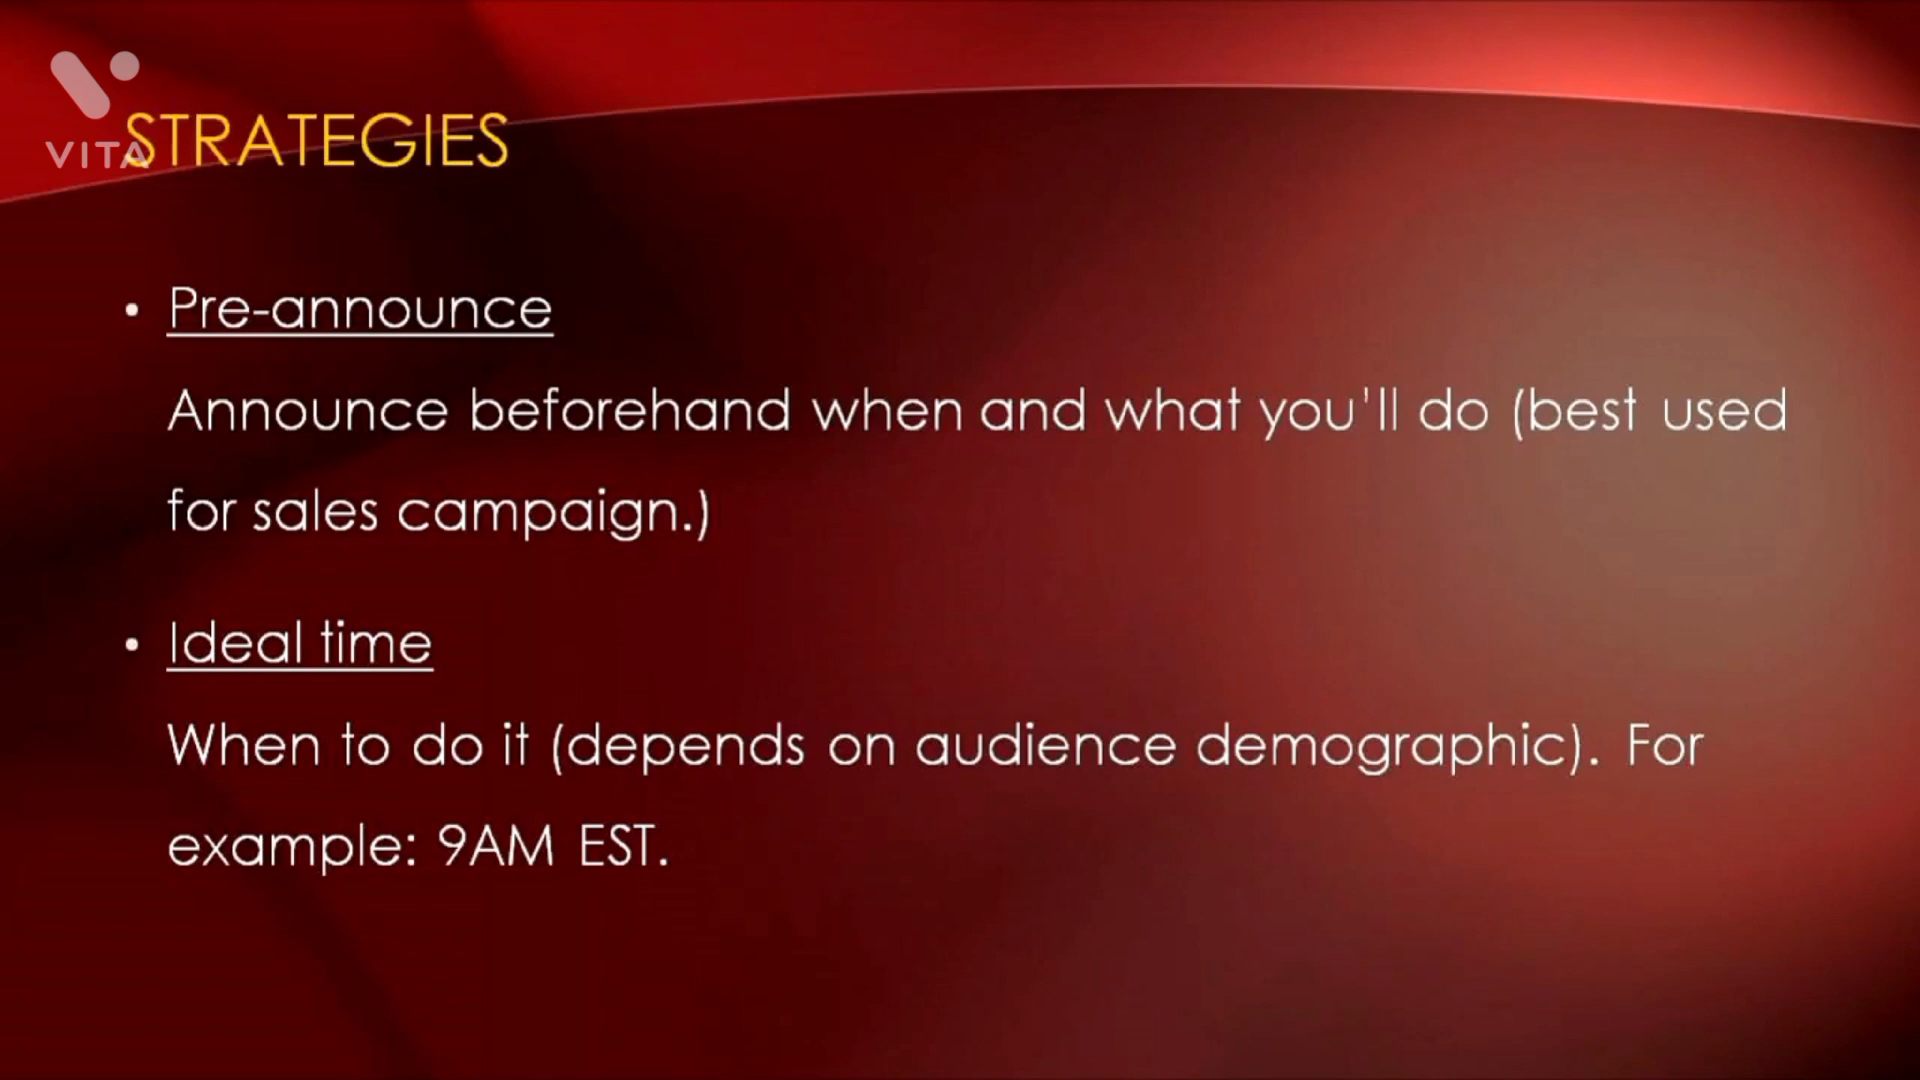 VITA
STRATEGIES
• Pre-announce
Announce beforehand when and what you'll do (best used
for sales campaign.)
• Ideal time
When to do it (depends on audience demographic). For
example: 9AM EST.